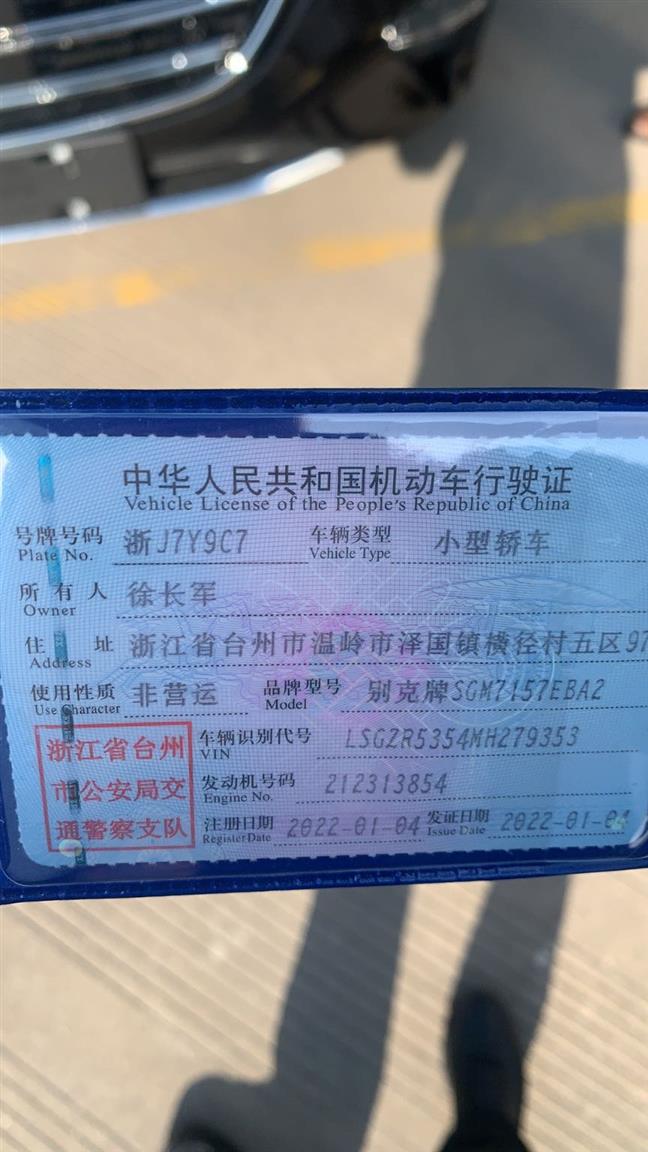 中华人民共和国机动车行驶证
Vehicle License of the People's Republic of China
号牌号码 浙J7Y9C7 车辆类型 小型轿车
Plate No. Vehicle Type
所有人 徐长军
Owner
住址 浙江省台州市温岭市泽国镇横径村五区97
Address
使用性质 非营运 品牌型号 别克牌SGM7157EBA2
Use Character Model
浙江省台州
市公安局交
通警察支队
车辆识别代号 LSGZR5354MH279353
VIN
发动机号码 212313854
Engine No.
注册日期 2022-01-04 发证日期 2022-01-04
Register Date Issue Date